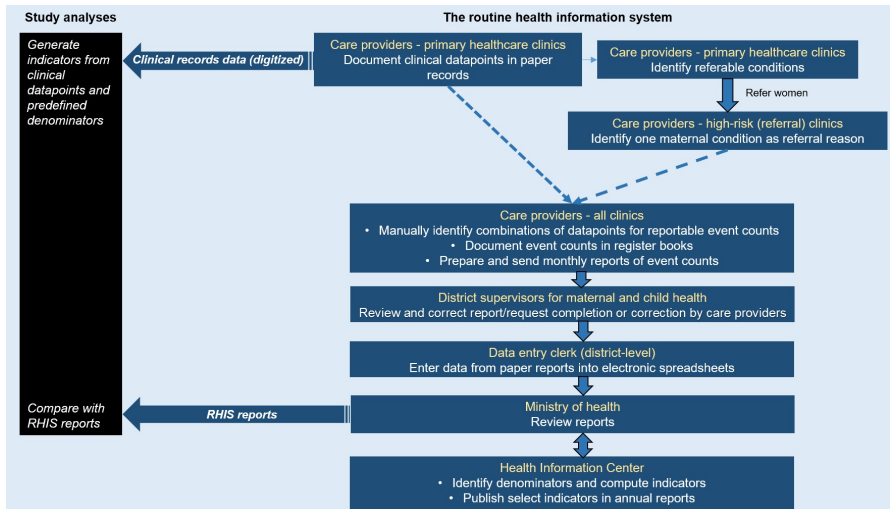 Study analyses
The routine health information system
Generate
indicators from
clinical
datapoints and
predefined
denominators
Clinical records data (digitized)
Care providers - primary healthcare clinics
Document clinical datapoints in paper
records
Care providers - primary healthcare clinics
Identify referable conditions
Refer women
Care providers - high-risk (referral) clinics
Identify one maternal condition as referral reason
Care providers - all clinics
• Manually identify combinations of datapoints for reportable event counts
• Document event counts in register books
• Prepare and send monthly reports of event counts
District supervisors for maternal and child health
Review and correct report/request completion or correction by care providers
Data entry clerk (district-level)
Enter data from paper reports into electronic spreadsheets
Compare with
RHIS reports
RHIS reports
Ministry of health
Review reports
Health Information Center
• Identify denominators and compute indicators
• Publish select indicators in annual reports